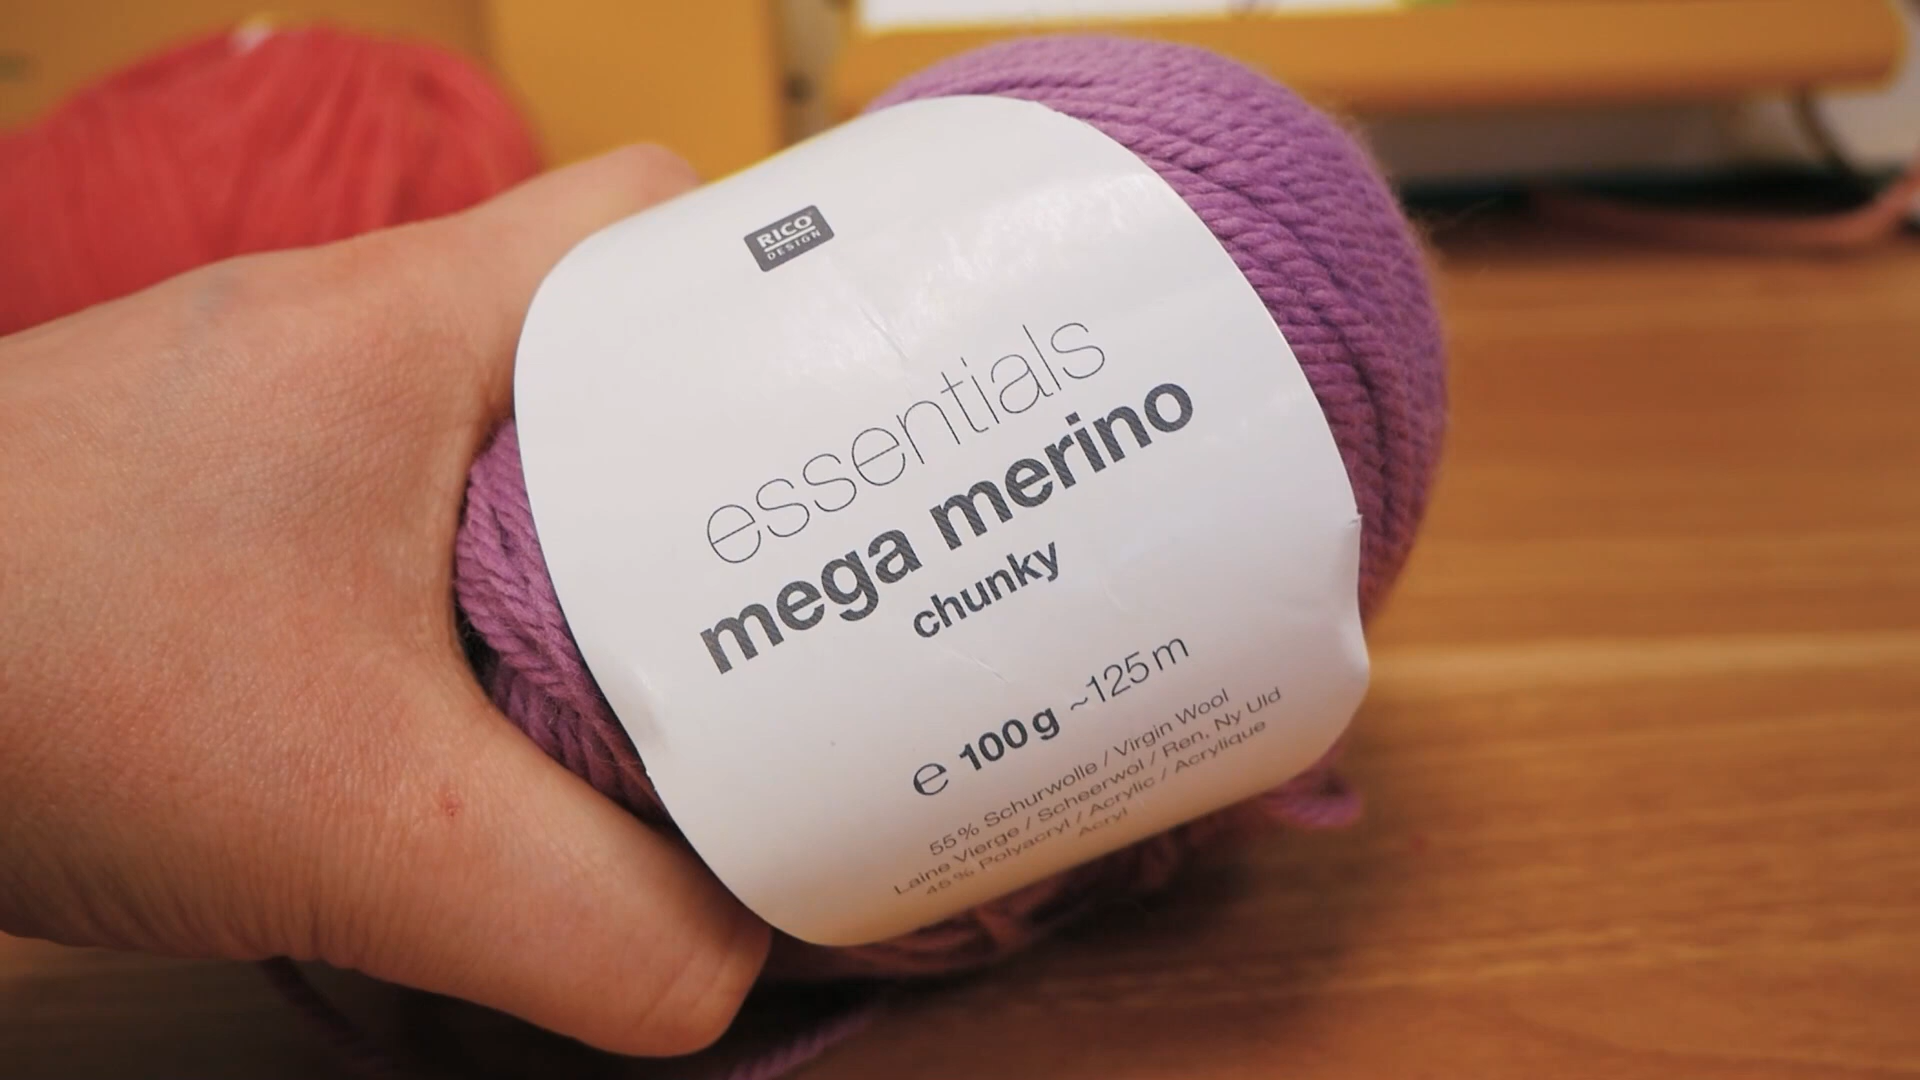 RICO
DESIGN
essentials
mega merino
chunky
℮ 100 g ~125 m
55 % Schurwolle / Virgin Wool
Laine Vierge / Scheerwol / Ren, Ny Uld
45 % Polyacryl / Acrylic / Acrylique
Acryl